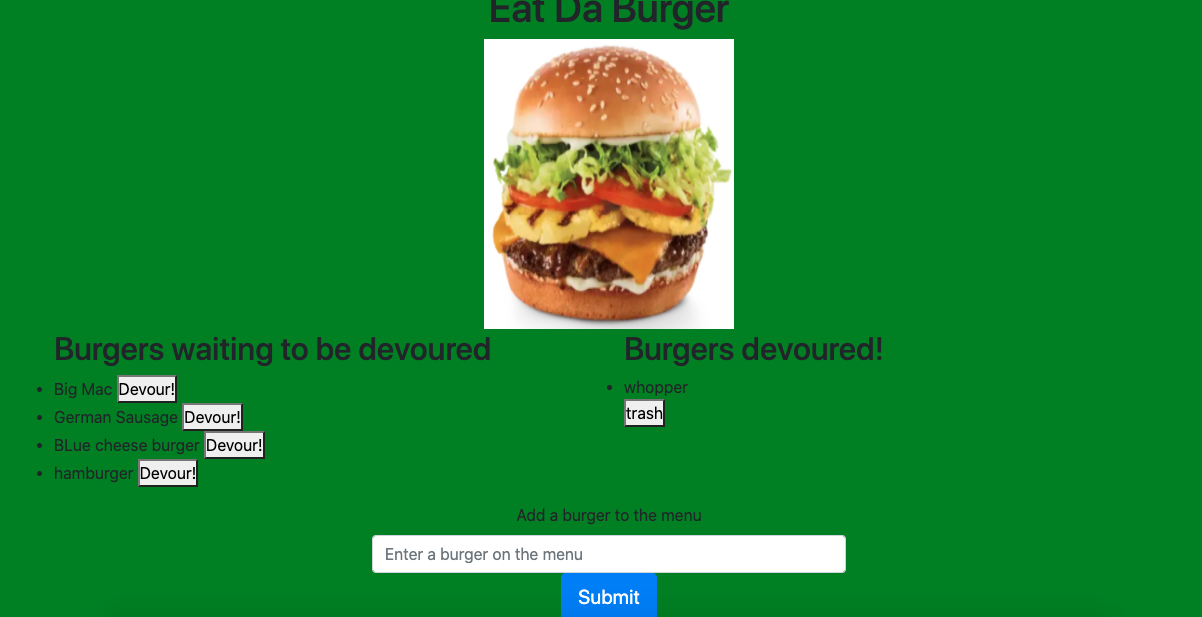 Eat Da Burger
Burgers waiting to be devoured
Big Mac Devour!
German Sausage Devour!
BLue cheese burger Devour!
hamburger Devour!
Burgers devoured!
whopper
trash
Add a burger to the menu
Enter a burger on the menu
Submit